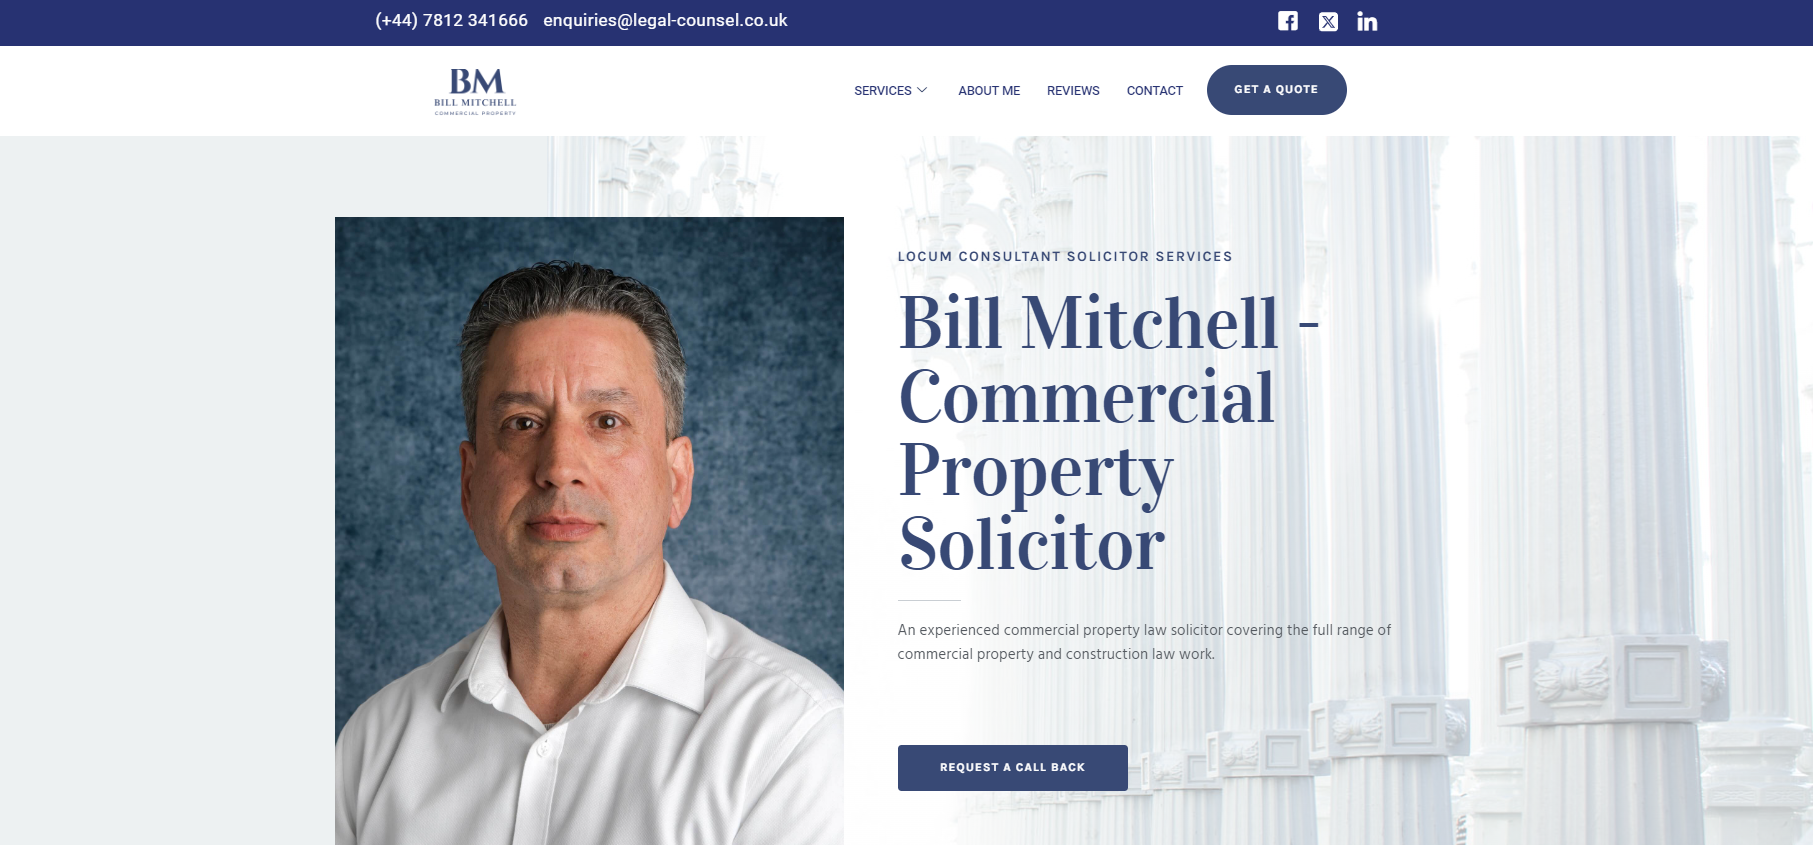 (+44) 7812 341666 enquiries@legal-counsel.co.uk
BM
BILL MITCHELL
COMMERCIAL PROPERTY
SERVICES ABOUT ME REVIEWS CONTACT GET A QUOTE
LOCUM CONSULTANT SOLICITOR SERVICES
Bill Mitchell -
Commercial
Property
Solicitor
An experienced commercial property law solicitor covering the full range of
commercial property and construction law work.
REQUEST A CALL BACK